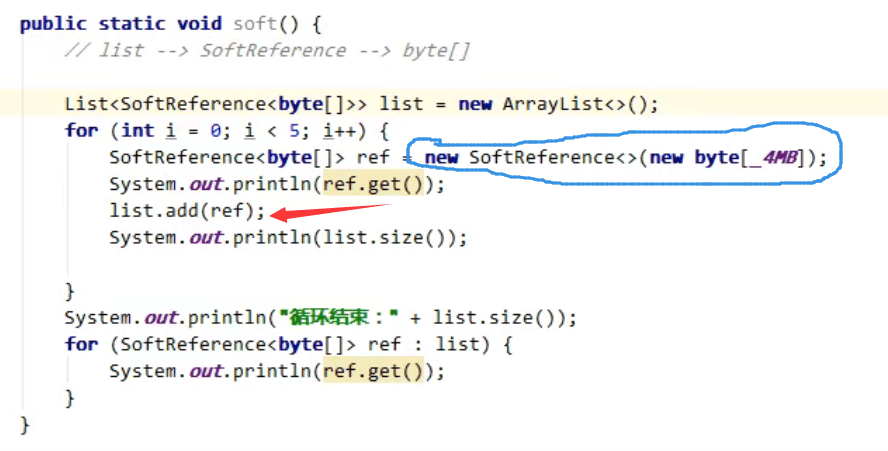 public static void soft() {
// list --> SoftReference --> byte[]
List<SoftReference<byte[]>> list = new ArrayList<>();
for (int i = 0; i < 5; i++) {
SoftReference<byte[]> ref = new SoftReference<>(new byte[_4MB]);
System.out.println(ref.get());
list.add(ref);
System.out.println(list.size());
}
System.out.println("循环结束：" + list.size());
for (SoftReference<byte[]> ref : list) {
System.out.println(ref.get());
}
}